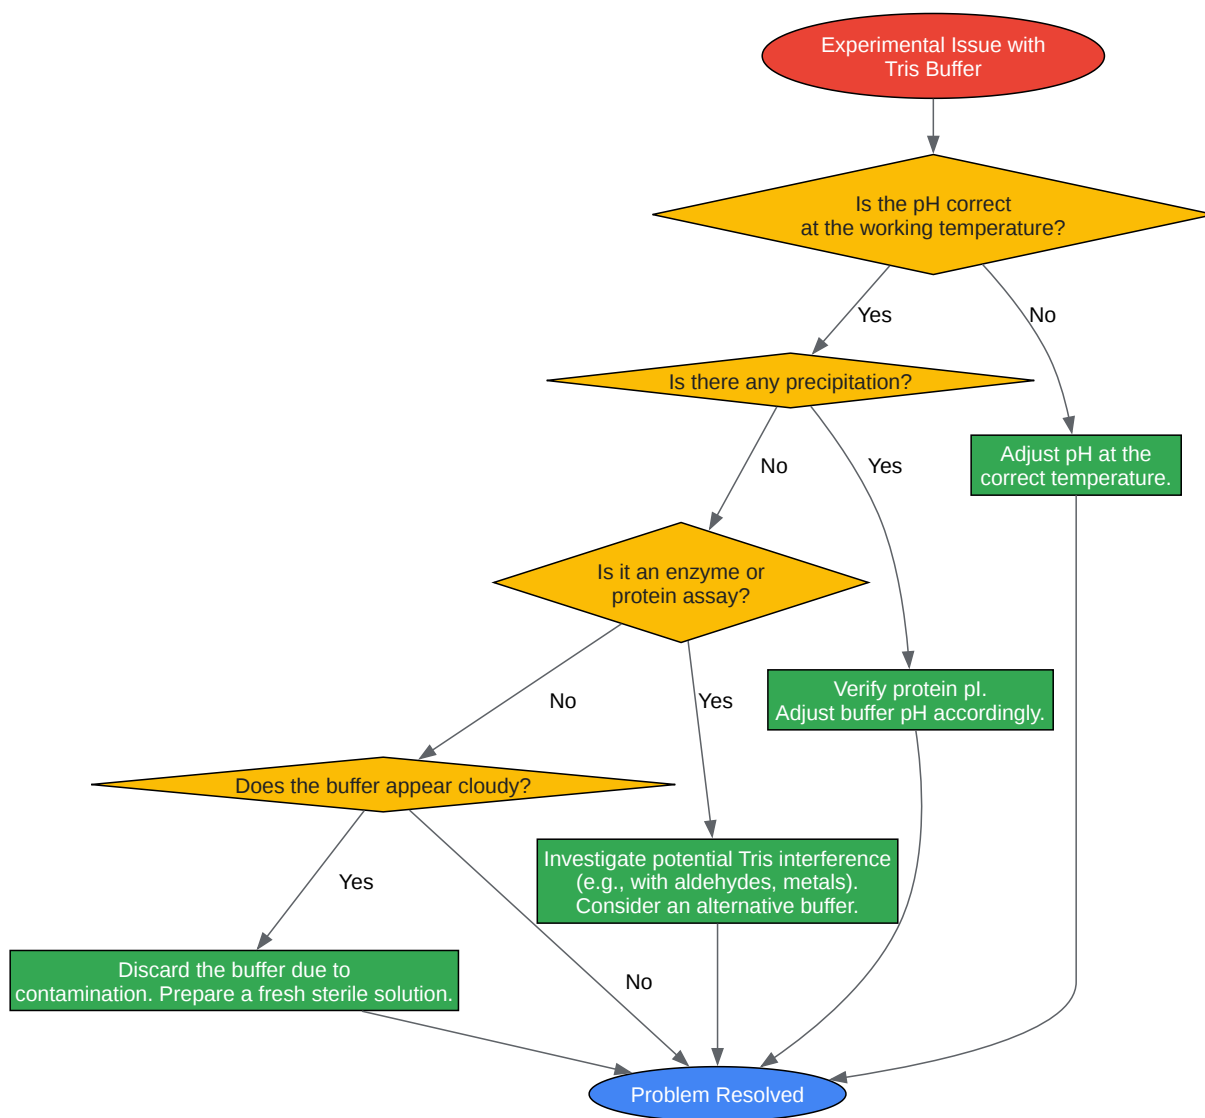 Experimental Issue with
Tris Buffer
Is the pH correct
at the working temperature?
Yes
No
Is there any precipitation?
Adjust pH at the
correct temperature.
No
Yes
Is it an enzyme or
protein assay?
Verify protein pI.
Adjust buffer pH accordingly.
No
Yes
Does the buffer appear cloudy?
Investigate potential Tris interference
(e.g., with aldehydes, metals).
Consider an alternative buffer.
Yes
Discard the buffer due to
contamination. Prepare a fresh sterile solution.
No
Problem Resolved